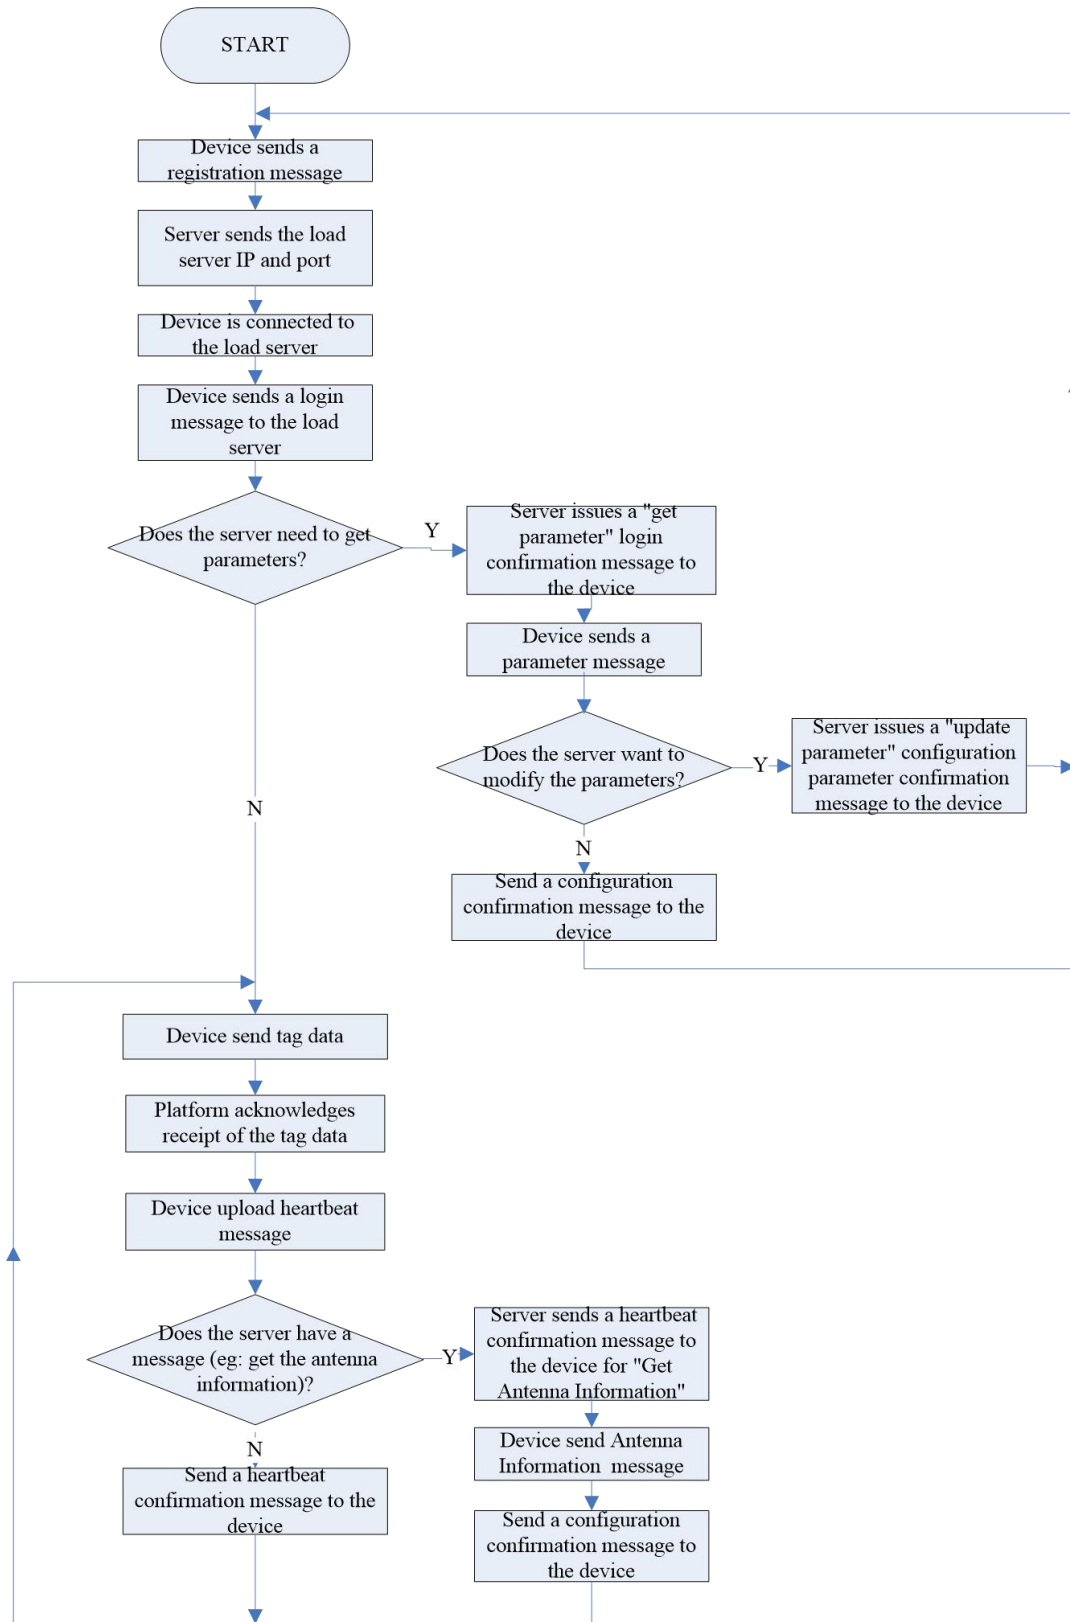 START
Device sends a
registration message
Server sends the load
server IP and port
Device is connected to
the load server
Device sends a login
message to the load
server
Does the server need to get
parameters?
Y
Server issues a "get
parameter" login
confirmation message to
the device
Device sends a
parameter message
Does the server want to
modify the parameters?
Y
Server issues a "update
parameter" configuration
parameter confirmation
message to the device
N
Send a configuration
confirmation message to the
device
N
Device send tag data
Platform acknowledges
receipt of the tag data
Device upload heartbeat
message
Does the server have a
message (eg: get the antenna
information)?
Y
Server sends a heartbeat
confirmation message to
the device for "Get
Antenna Information"
Device send Antenna
Information message
Send a configuration
confirmation message to
the device
N
Send a heartbeat
confirmation message to the
device